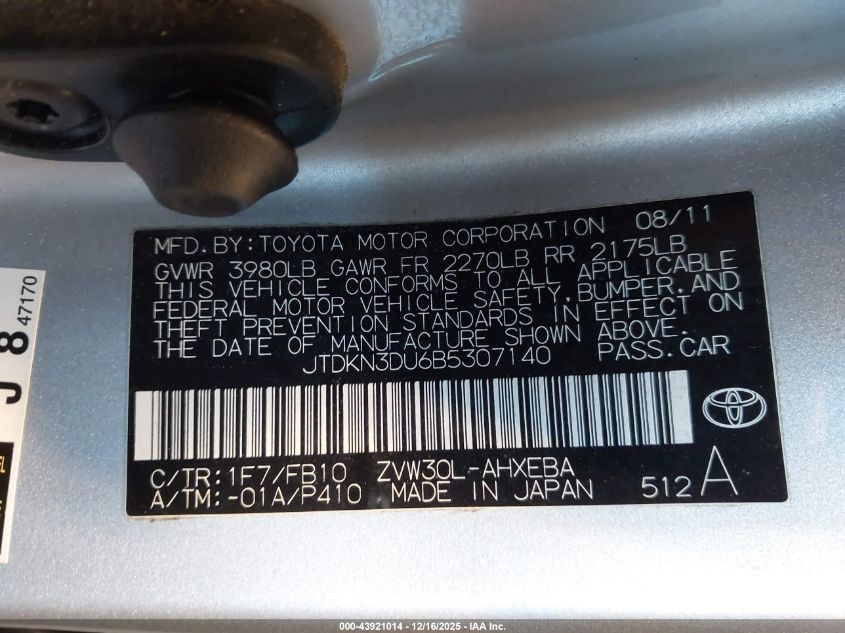 MFD.BY:TOYOTA MOTOR CORPORATION 08/11
GVWR 3980LB GAWR FR 2270LB RR 2175LB
THIS VEHICLE CONFORMS TO ALL APPLICABLE
FEDERAL MOTOR VEHICLE SAFETY,BUMPER,AND
THEFT PREVENTION STANDARDS IN EFFECT ON
THE DATE OF MANUFACTURE SHOWN ABOVE.
JTDKN3DU6B5307140 PASS.CAR
C/TR:1F7/FB10 ZVW30L-AHXEBA
A/TM:-01A/P410 MADE IN JAPAN 512A
J 8
47170
000-43921014 - 12/16/2025 - IAA Inc.